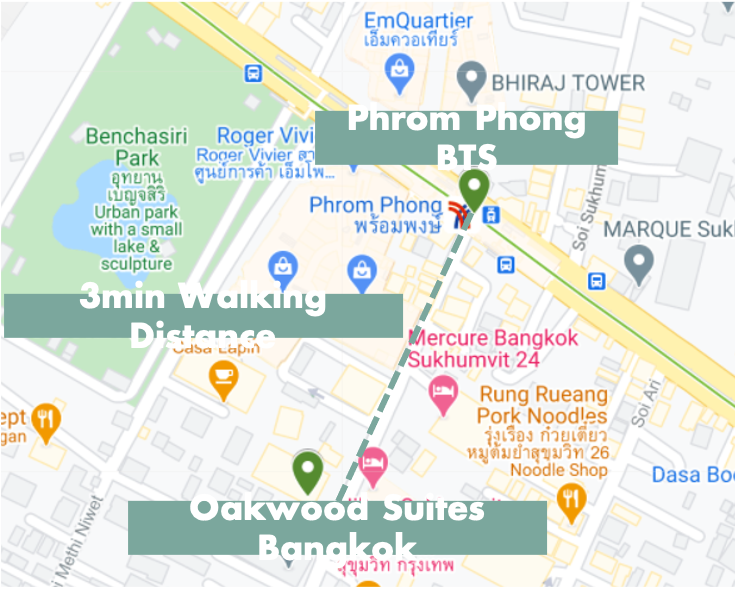 EmQuartier
เอ็มควอเทียร์
BHIRAJ TOWER
Phrom Phong
BTS
Benchasiri
Park
อุทยาน
เบญจสิริ
Urban park
with a small
lake &
sculpture
Roger Vivi
Roger Vivier
ศูนย์การค้า เอ็มโพ...
Phrom Phong
พร้อมพงษ์
Soi Sukhum
MARQUE Suk
3min Walking
Distance
Casa Lapin
Mercure Bangkok
Sukhumvit 24
Rung Rueang
Pork Noodles
รุ่งเรือง ก๋วยเตี๋ยว
หมูต้มยำสุขุมวิท 26
Noodle Shop
Soi Ari
ept
gan
Dasa Boo
Oakwood Suites
Bangkok
สุขุมวิท กรุงเทพ
i Methi Niwet